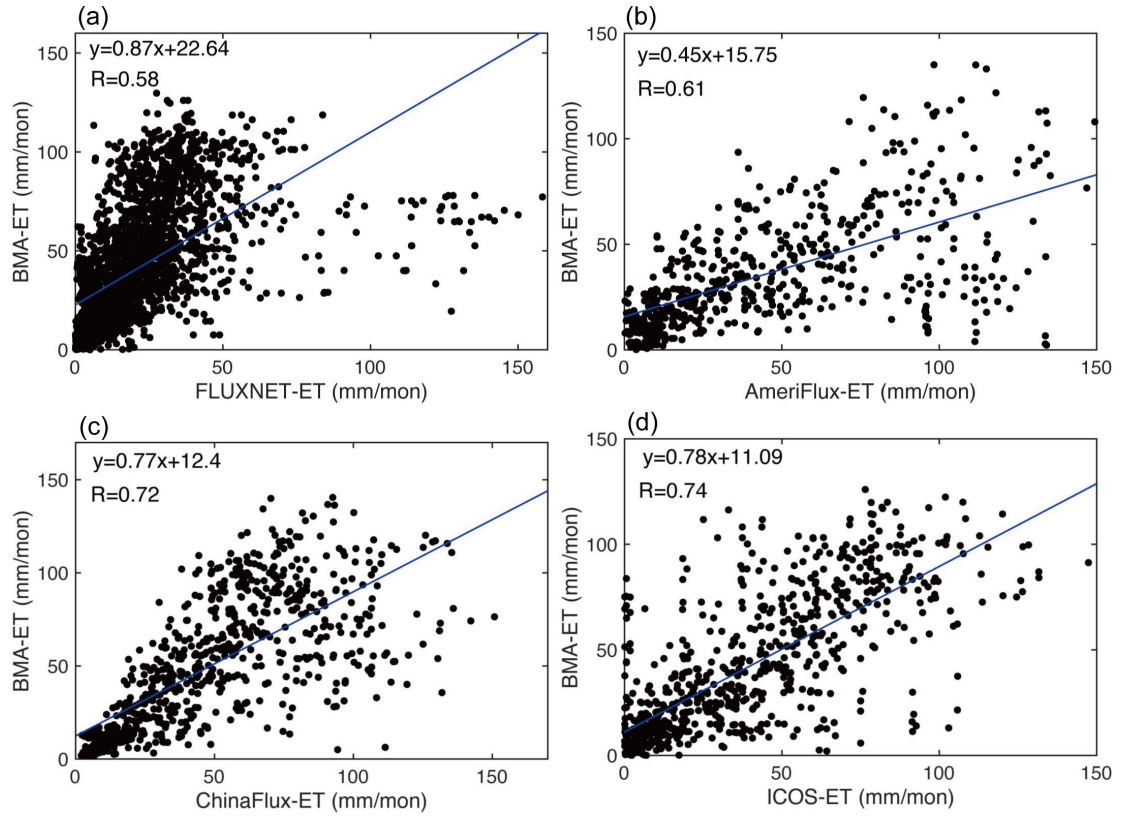 (a)
y=0.87x+22.64
R=0.58
BMA-ET (mm/mon)
150
100
50
0
0 50 100 150
FLUXNET-ET (mm/mon)
(b)
y=0.45x+15.75
R=0.61
BMA-ET (mm/mon)
150
100
50
0
0 50 100 150
AmeriFlux-ET (mm/mon)
(c)
y=0.77x+12.4
R=0.72
BMA-ET (mm/mon)
150
100
50
0
0 50 100 150
ChinaFlux-ET (mm/mon)
(d)
y=0.78x+11.09
R=0.74
BMA-ET (mm/mon)
150
100
50
0
0 50 100 150
ICOS-ET (mm/mon)